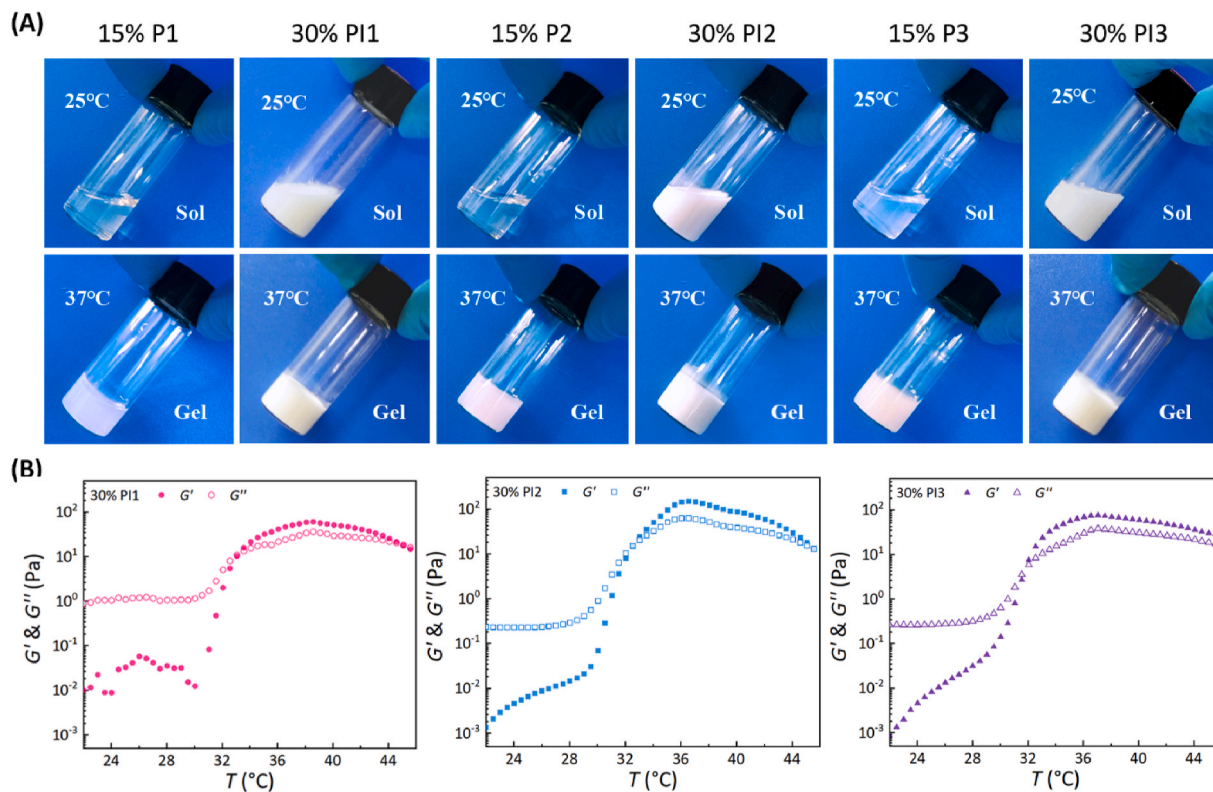 (A)
15% P1 30% PI1 15% P2 30% PI2 15% P3 30% PI3
25°C 25°C 25°C 25°C 25°C 25°C
Sol Sol Sol Sol Sol Sol
37°C 37°C 37°C 37°C 37°C 37°C
Gel Gel Gel Gel Gel Gel
(B)
30% PI1 G' G''
G' & G'' (Pa)
10² 10¹ 10⁰ 10⁻¹ 10⁻² 10⁻³
24 28 32 36 40 44
T (°C)
30% PI2 G' G''
G' & G'' (Pa)
10² 10¹ 10⁰ 10⁻¹ 10⁻² 10⁻³
24 28 32 36 40 44
T (°C)
30% PI3 G' G''
G' & G'' (Pa)
10² 10¹ 10⁰ 10⁻¹ 10⁻² 10⁻³
24 28 32 36 40 44
T (°C)